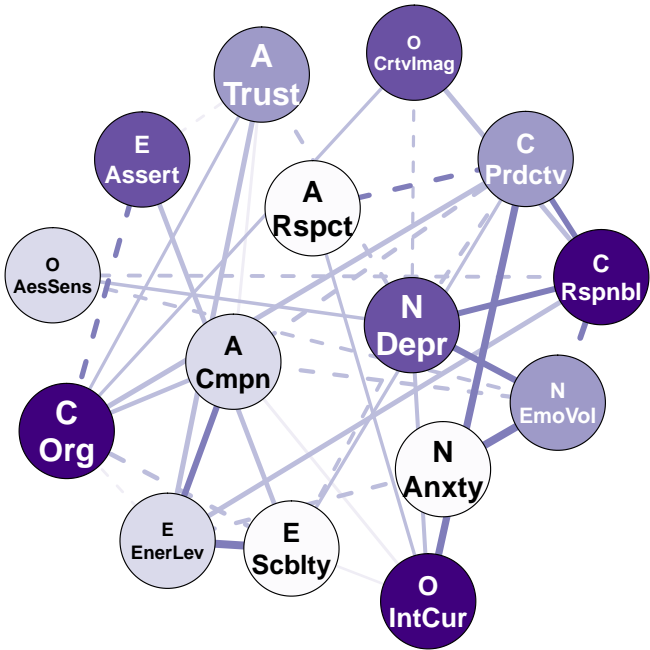 A
Trust
O
CrtvImag
E
Assert
C
Prdctv
A
Rspct
O
AesSens
C
Rspnbl
N
Depr
A
Cmpn
N
EmoVol
C
Org
N
Anxty
E
EnerLev
E
Scblty
O
IntCur